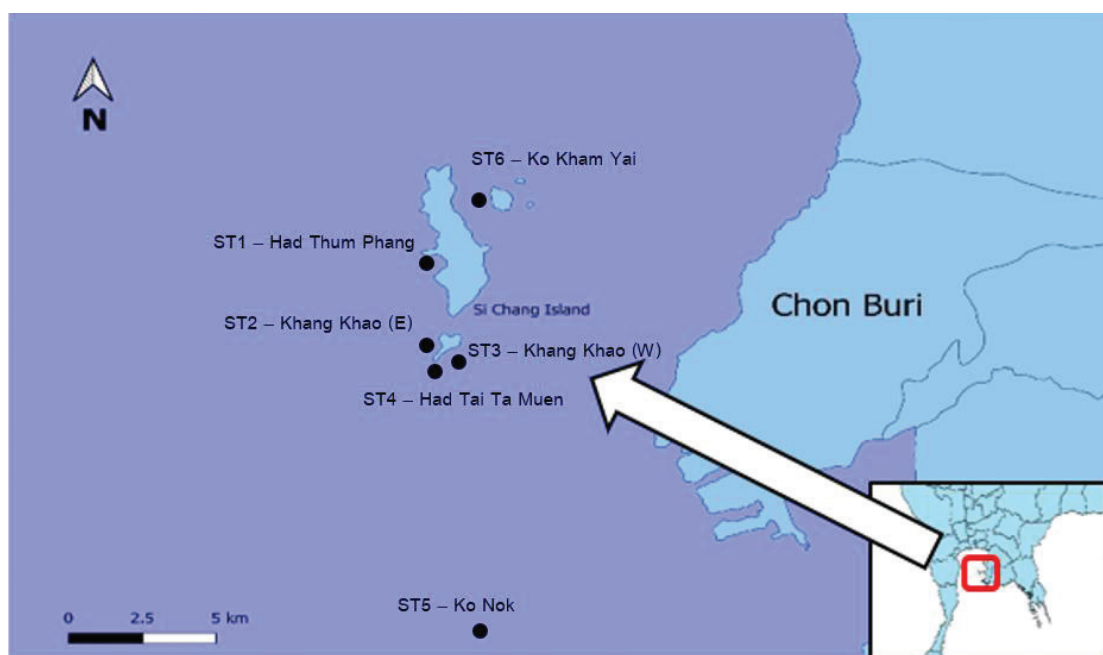 N
ST6 – Ko Kham Yai
ST1 – Had Thum Phang
Si Chang Island
Chon Buri
ST2 – Khang Khao (E)
ST3 – Khang Khao (W)
ST4 – Had Tai Ta Muen
ST5 – Ko Nok
0 2.5 5 km